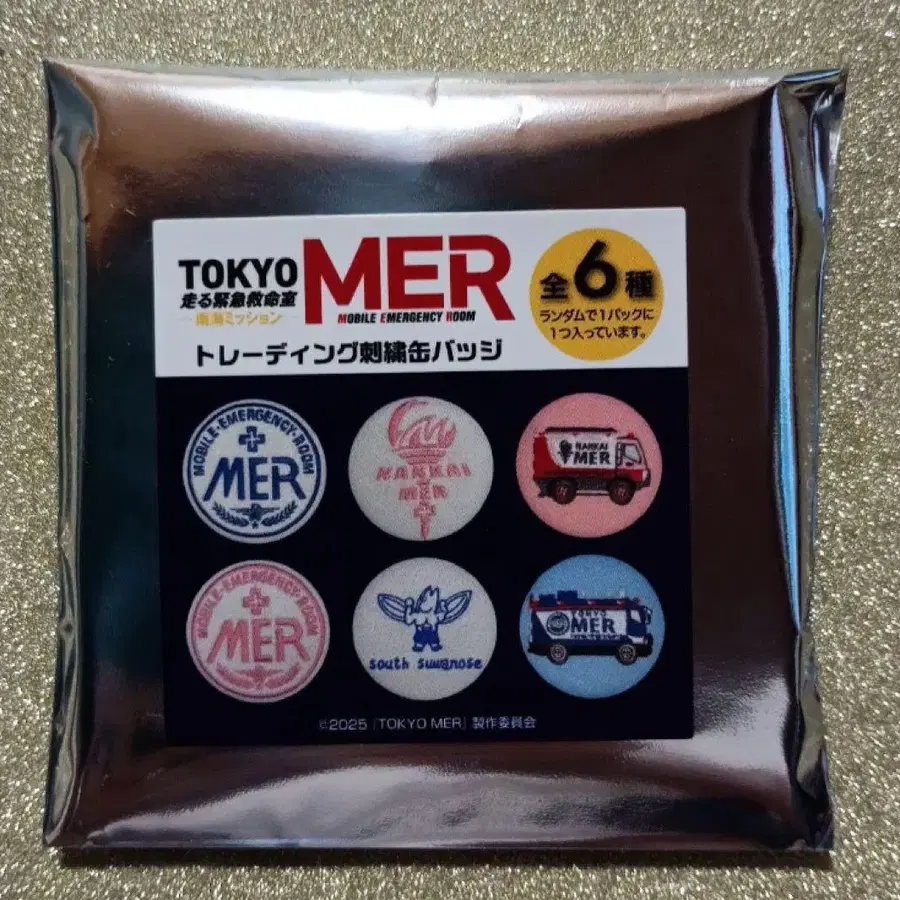 TOKYO MER
走る緊急救命室
南海ミッション
MOBILE EMERGENCY ROOM
全6種
ランダムで1パックに
1つ入っています。
トレーディング刺繍缶バッジ
MOBILE・EMERGENCY・ROOM
MER
NANKAI
MER
NANKAI
MER
MOBILE・EMERGENCY・ROOM
MER
south suwanose
TOKYO
MER
©2025「TOKYO MER」製作委員会